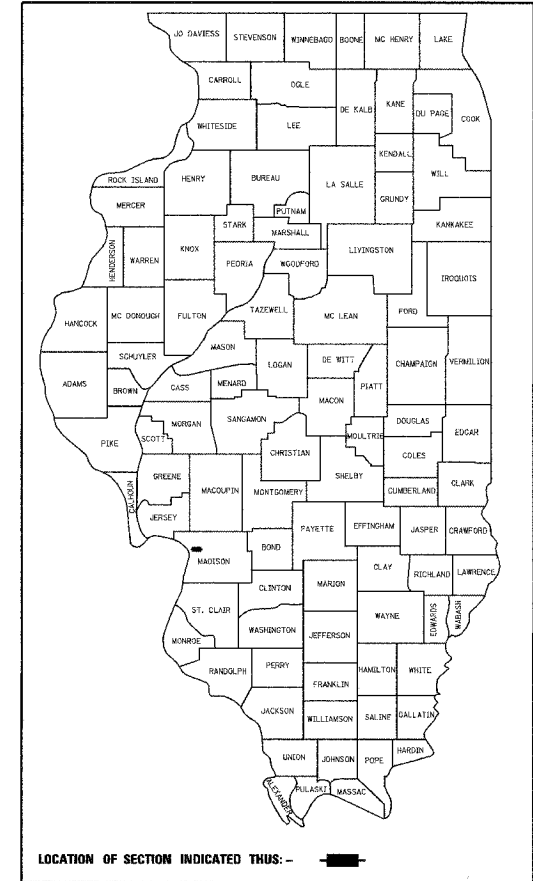 JO DAVIESS STEVENSON WINNEBAGO BOONE MC HENRY LAKE
CARROLL OGLE DE KALB KANE DU PAGE COOK
WHITESIDE LEE
KENDALL WILL
ROCK ISLAND HENRY BUREAU LA SALLE GRUNDY
MERCER PUTNAM
STARK MARSHALL KANKAKEE
HENDERSON WARREN KNOX PEORIA WOODFORD LIVINGSTON IROQUOIS
HANCOCK MC DONOUGH FULTON TAZEWELL MC LEAN FORD
SCHUYLER MASON LOGAN DE WITT CHAMPAIGN VERMILION
ADAMS BROWN CASS MENARD MACON PIATT
PIKE SCOTT MORGAN SANGAMON CHRISTIAN MOULTRIE DOUGLAS EDGAR
COLES
SHELBY
CALHOUN GREENE MACOUPIN MONTGOMERY CUMBERLAND CLARK
JERSEY FAYETTE EFFINGHAM JASPER CRAWFORD
MADISON BOND
CLAY RICHLAND LAWRENCE
CLINTON MARION
ST. CLAIR WAYNE EDWARDS WABASH
WASHINGTON JEFFERSON
MONROE
RANDOLPH PERRY HAMILTON WHITE
FRANKLIN
JACKSON WILLIAMSON SALINE GALLATIN
UNION JOHNSON POPE HARDIN
ALEXANDER PULASKI MASSAC
LOCATION OF SECTION INDICATED THUS: -